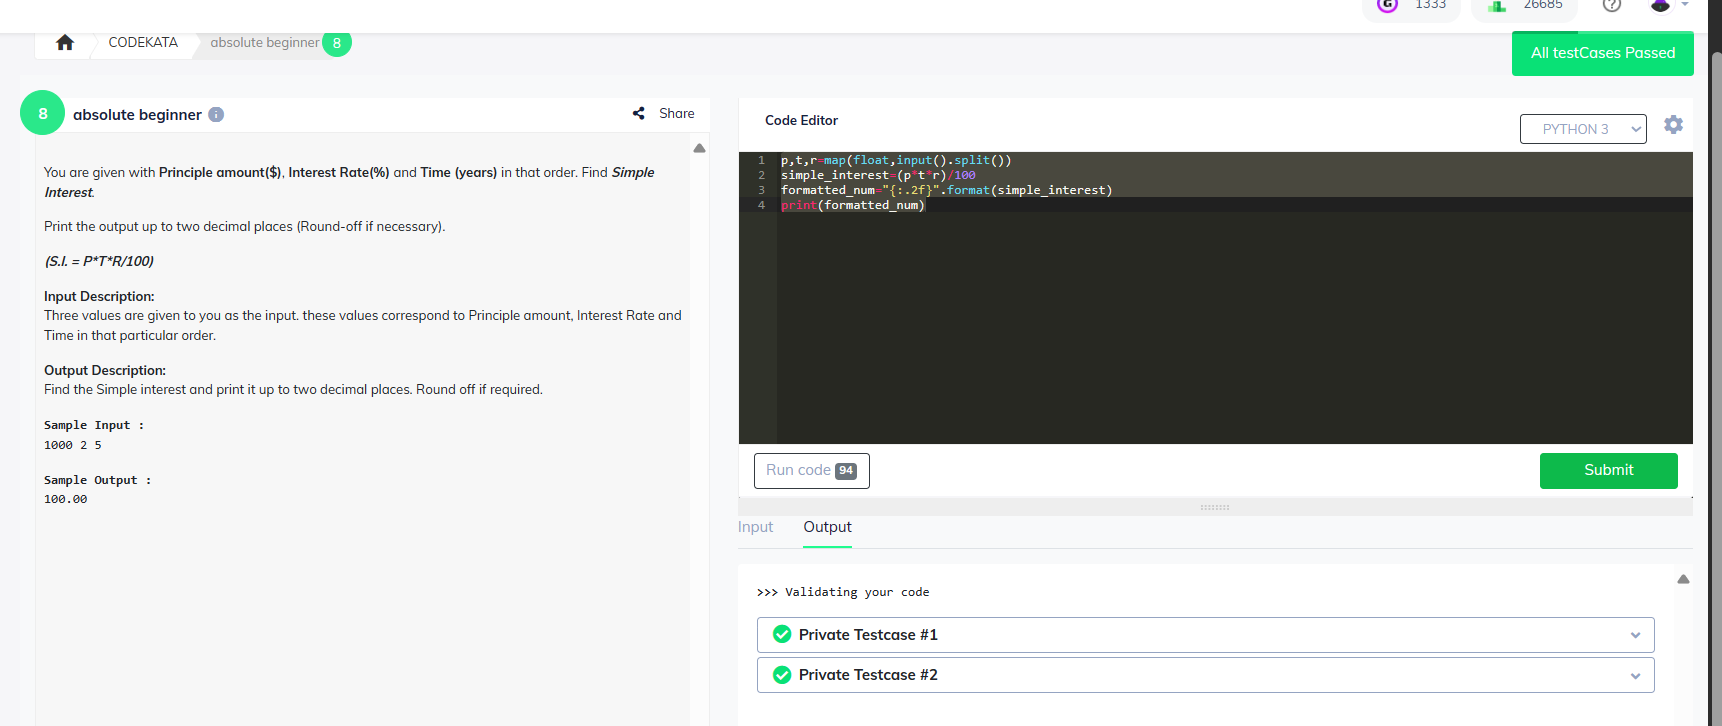 1333
26685
CODEKATA
absolute beginner 8
All testCases Passed
8
absolute beginner
Share
You are given with Principle amount($), Interest Rate(%) and Time (years) in that order. Find Simple
Interest.
Print the output up to two decimal places (Round-off if necessary).
(S.I. = P*T*R/100)
Input Description:
Three values are given to you as the input. these values correspond to Principle amount, Interest Rate and
Time in that particular order.
Output Description:
Find the Simple interest and print it up to two decimal places. Round off if required.
Sample Input :
1000 2 5
Sample Output :
100.00
Code Editor
PYTHON 3
1 p,t,r=map(float,input().split())
2 simple_interest=(p*t*r)/100
3 formatted_num="{:.2f}".format(simple_interest)
4 print(formatted_num)
Run code 94
Submit
Input
Output
>>> Validating your code
Private Testcase #1
Private Testcase #2